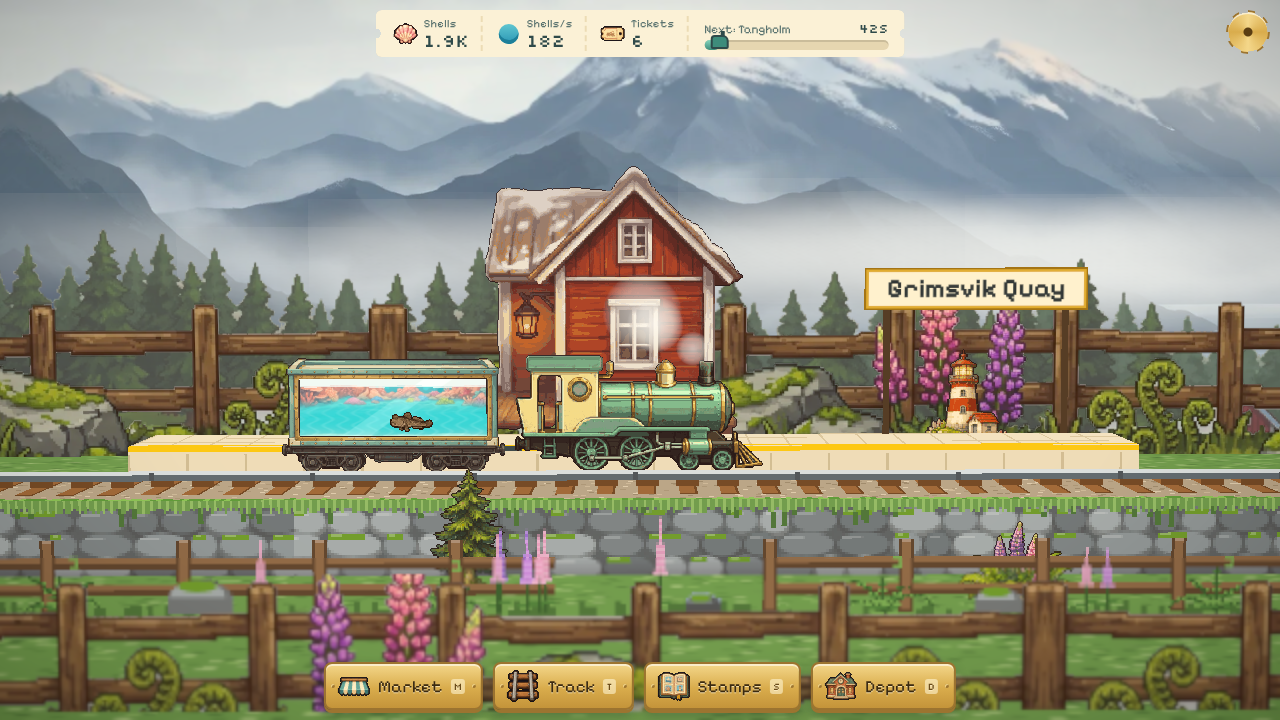 Shells
1.9K
Shells/s
182
Tickets
6
Next: Tangholm
42S
Grimsvik Quay
Market M
Track T
Stamps S
Depot D